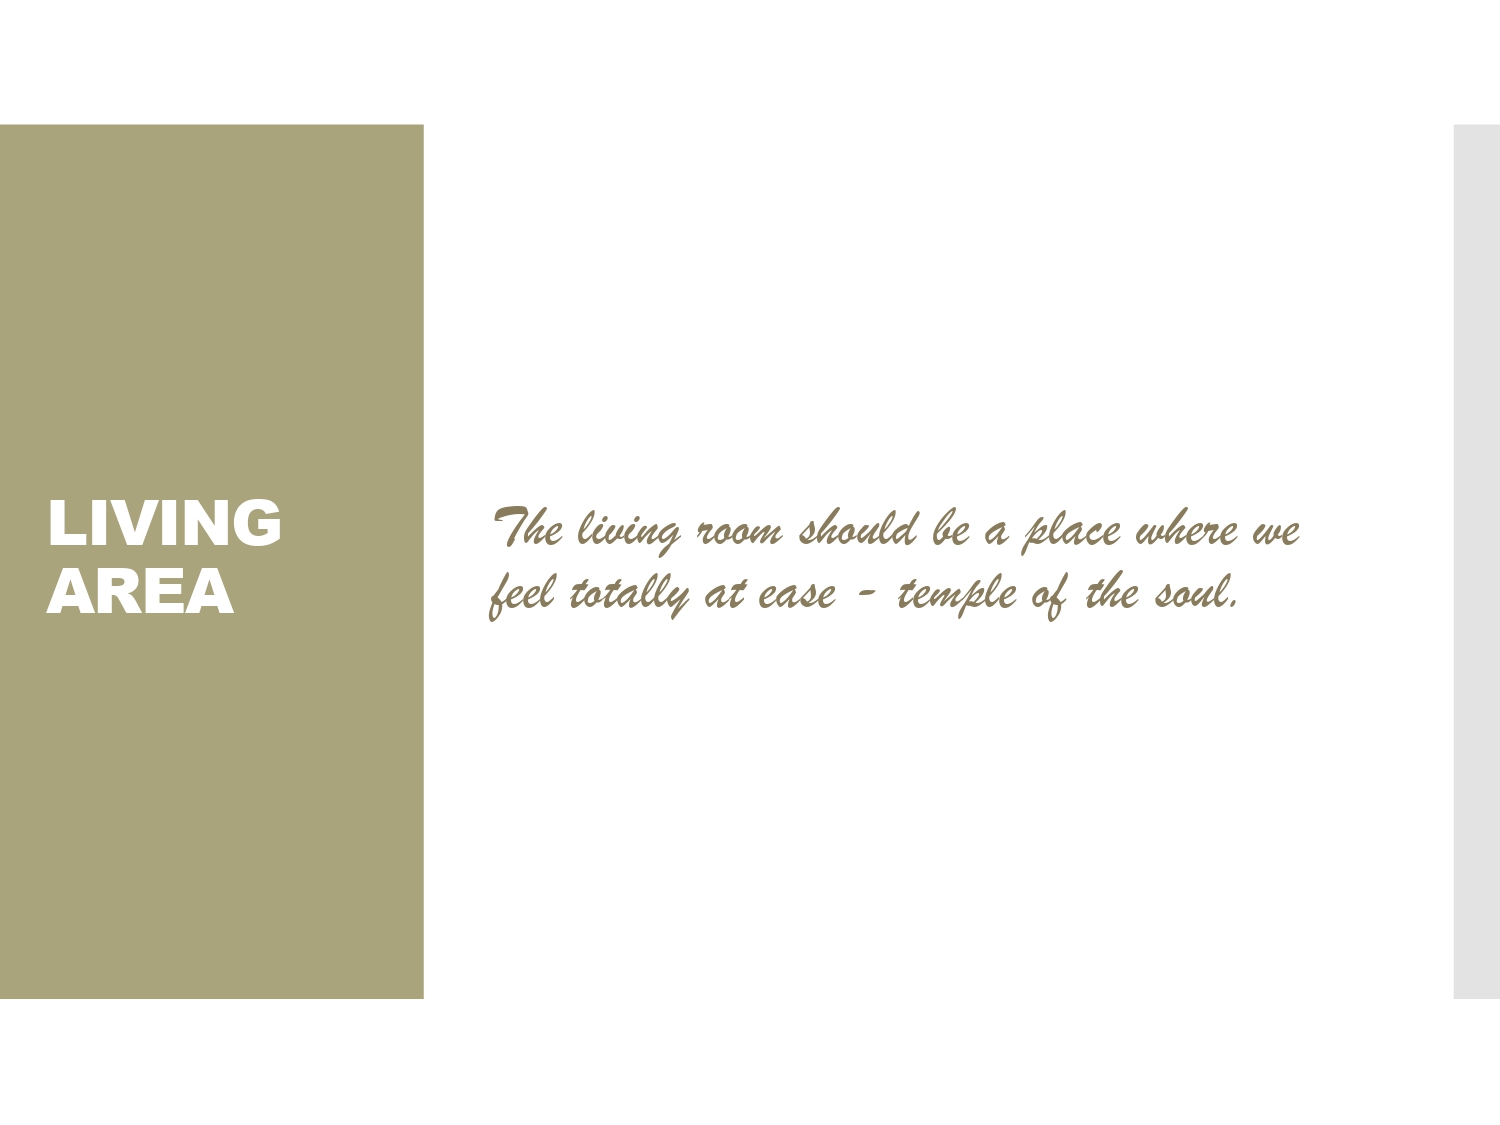 LIVING
AREA
The living room should be a place where we
feel totally at ease - temple of the soul.